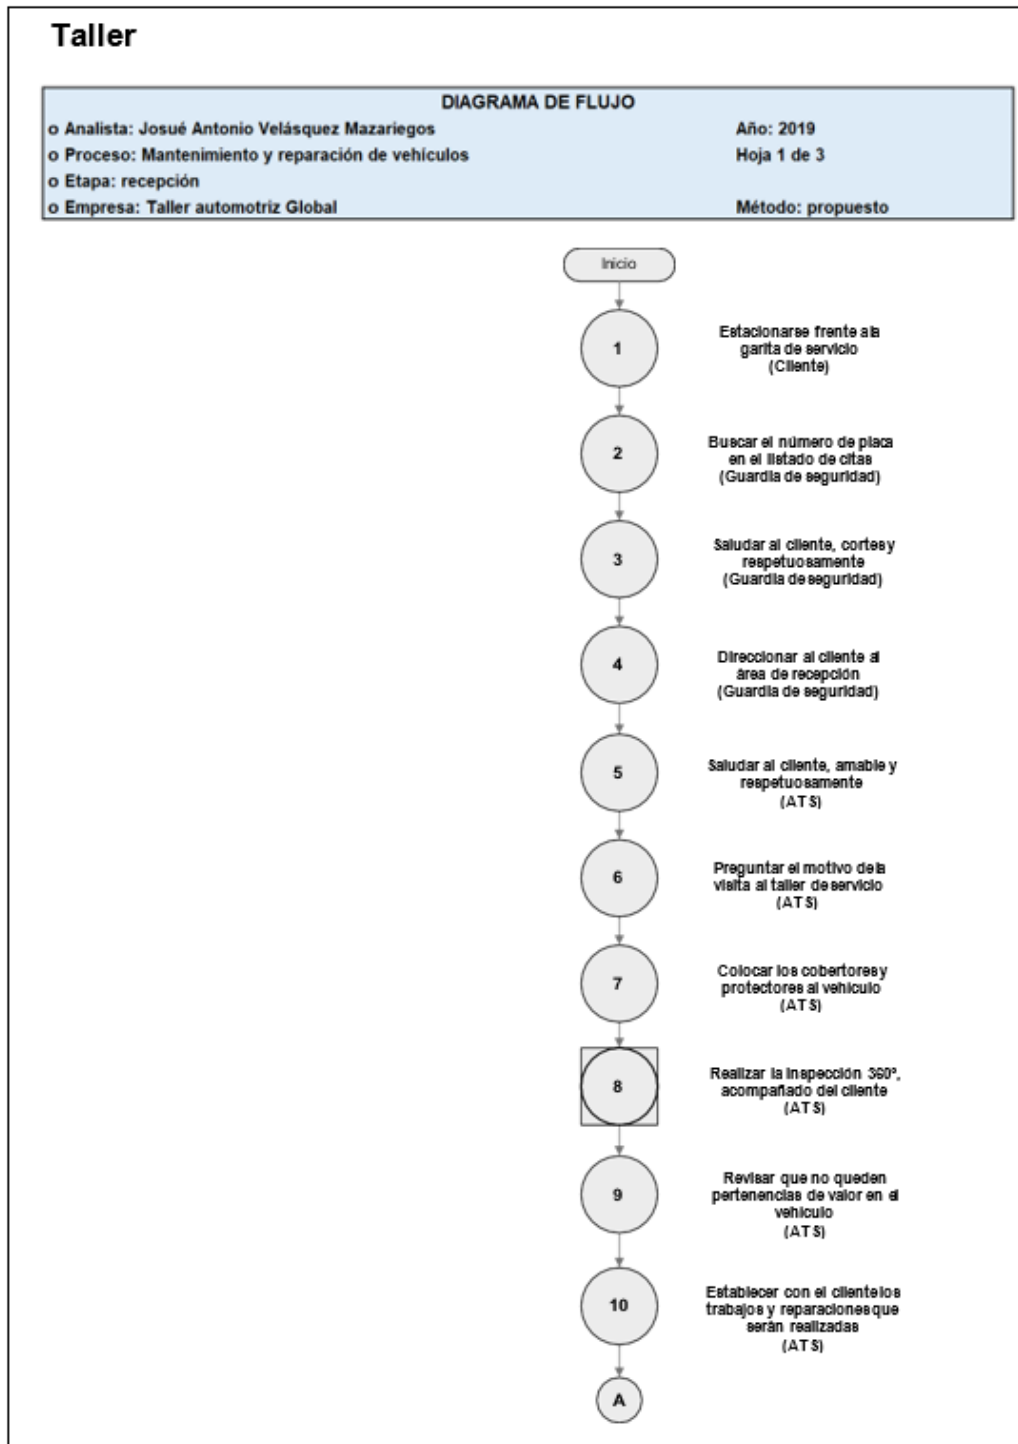 Taller
DIAGRAMA DE FLUJO
o Analista: Josué Antonio Velásquez Mazariegos
Año: 2019
o Proceso: Mantenimiento y reparación de vehículos
Hoja 1 de 3
o Etapa: recepción
o Empresa: Taller automotriz Global
Método: propuesto
Inicio
1
Estacionarse frente a la
garita de servicio
(Cliente)
2
Buscar el número de placa
en el listado de citas
(Guardia de seguridad)
3
Saludar al cliente, cortes y
respetuosamente
(Guardia de seguridad)
4
Direccionar al cliente al
área de recepción
(Guardia de seguridad)
5
Saludar al cliente, amable y
respetuosamente
(ATS)
6
Preguntar el motivo de la
visita al taller de servicio
(ATS)
7
Colocar los cobertores y
protectores al vehículo
(ATS)
8
Realizar la inspección 360º,
acompañado del cliente
(ATS)
9
Revisar que no queden
pertenencias de valor en el
vehículo
(ATS)
10
Establecer con el cliente los
trabajos y reparaciones que
serán realizadas
(ATS)
A